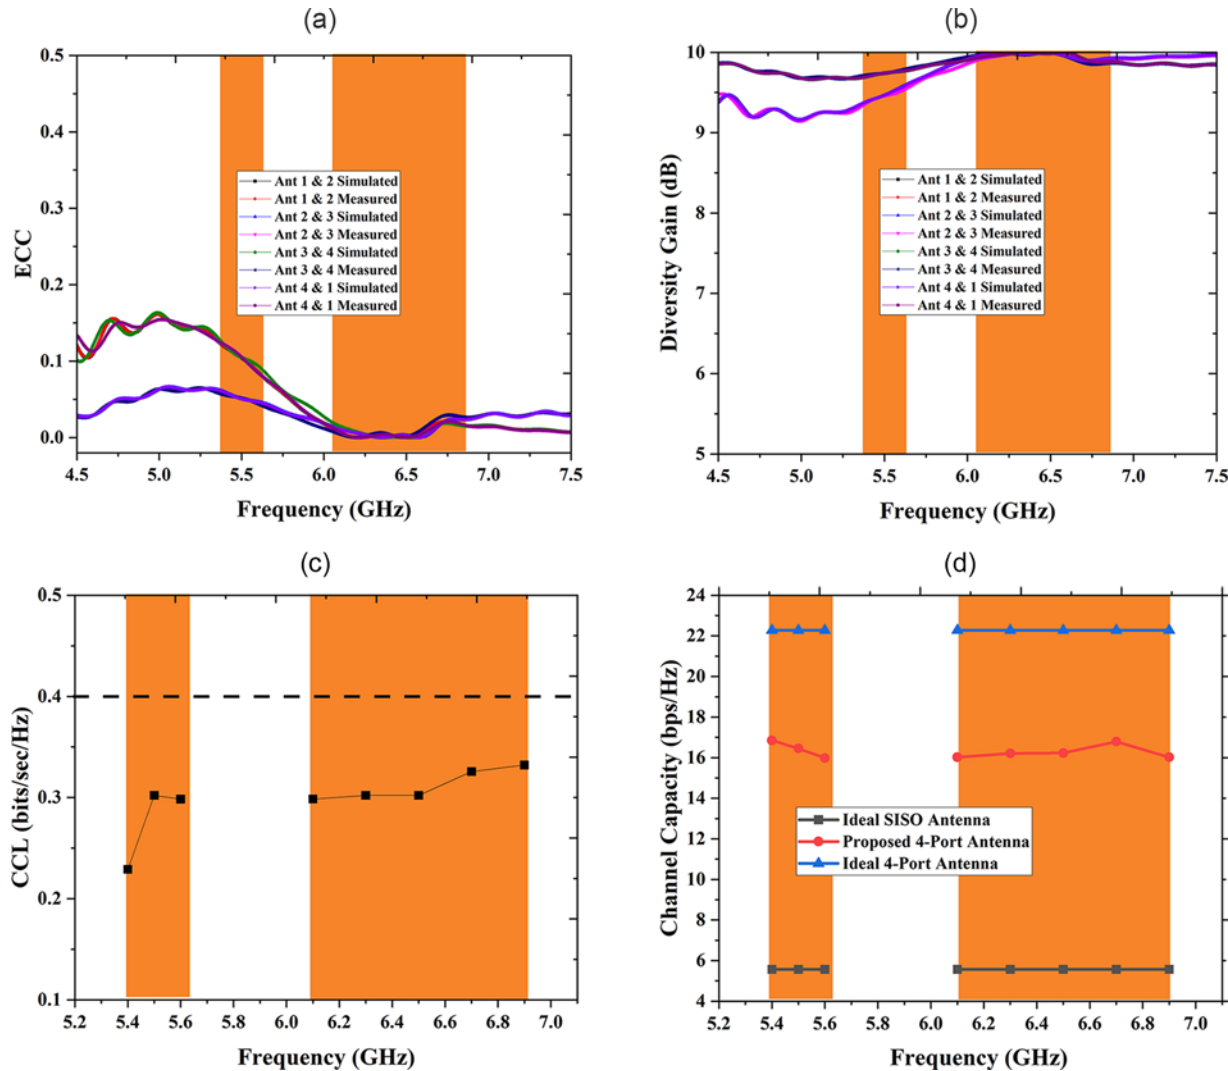 (a)
0.5
0.4
0.3
0.2
0.1
0.0
ECC
Ant 1 & 2 Simulated
Ant 1 & 2 Measured
Ant 2 & 3 Simulated
Ant 2 & 3 Measured
Ant 3 & 4 Simulated
Ant 3 & 4 Measured
Ant 4 & 1 Simulated
Ant 4 & 1 Measured
4.5 5.0 5.5 6.0 6.5 7.0 7.5
Frequency (GHz)
(b)
10
9
8
7
6
5
Diversity Gain (dB)
Ant 1 & 2 Simulated
Ant 1 & 2 Measured
Ant 2 & 3 Simulated
Ant 2 & 3 Measured
Ant 3 & 4 Simulated
Ant 3 & 4 Measured
Ant 4 & 1 Simulated
Ant 4 & 1 Measured
4.5 5.0 5.5 6.0 6.5 7.0 7.5
Frequency (GHz)
(c)
0.5
0.4
0.3
0.2
0.1
CCL (bits/sec/Hz)
5.2 5.4 5.6 5.8 6.0 6.2 6.4 6.6 6.8 7.0
Frequency (GHz)
(d)
24
22
20
18
16
14
12
10
8
6
4
Channel Capacity (bps/Hz)
Ideal SISO Antenna
Proposed 4-Port Antenna
Ideal 4-Port Antenna
5.2 5.4 5.6 5.8 6.0 6.2 6.4 6.6 6.8 7.0
Frequency (GHz)